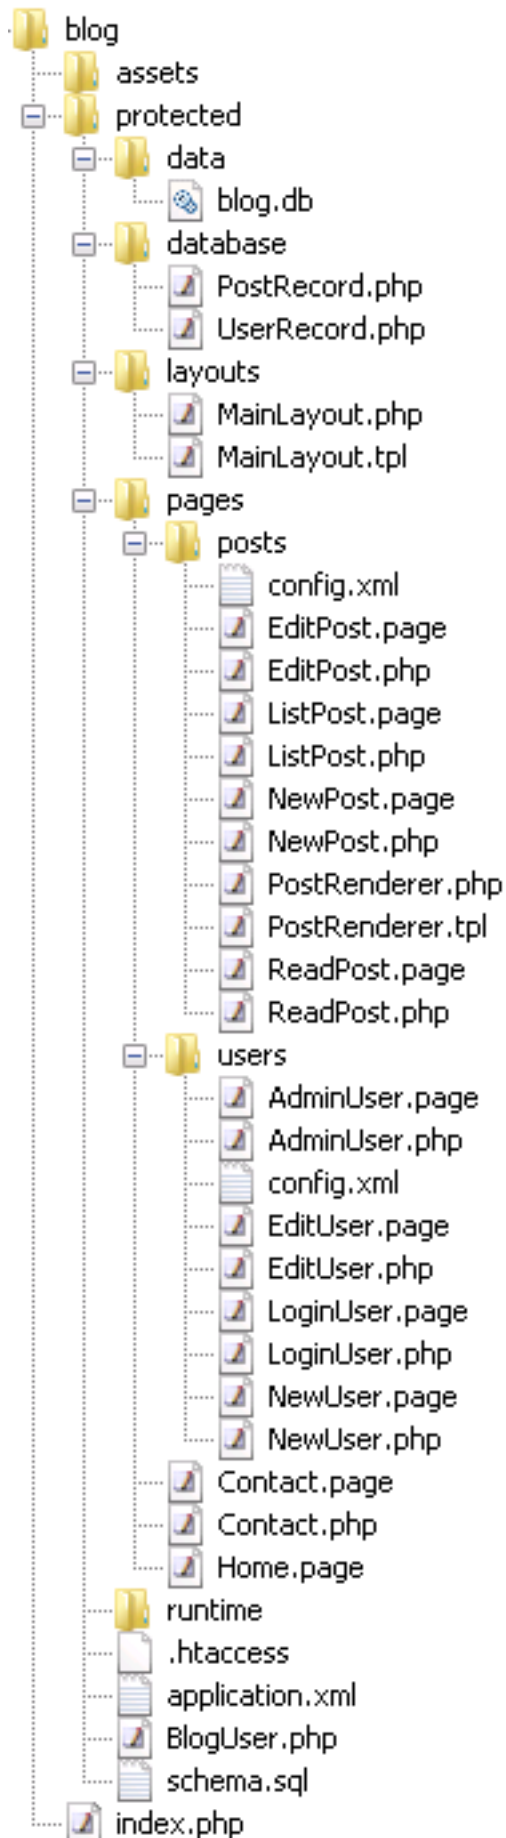 blog
assets
protected
data
blog.db
database
PostRecord.php
UserRecord.php
layouts
MainLayout.php
MainLayout.tpl
pages
posts
config.xml
EditPost.page
EditPost.php
ListPost.page
ListPost.php
NewPost.page
NewPost.php
PostRenderer.php
PostRenderer.tpl
ReadPost.page
ReadPost.php
users
AdminUser.page
AdminUser.php
config.xml
EditUser.page
EditUser.php
LoginUser.page
LoginUser.php
NewUser.page
NewUser.php
Contact.page
Contact.php
Home.page
runtime
.htaccess
application.xml
BlogUser.php
schema.sql
index.php